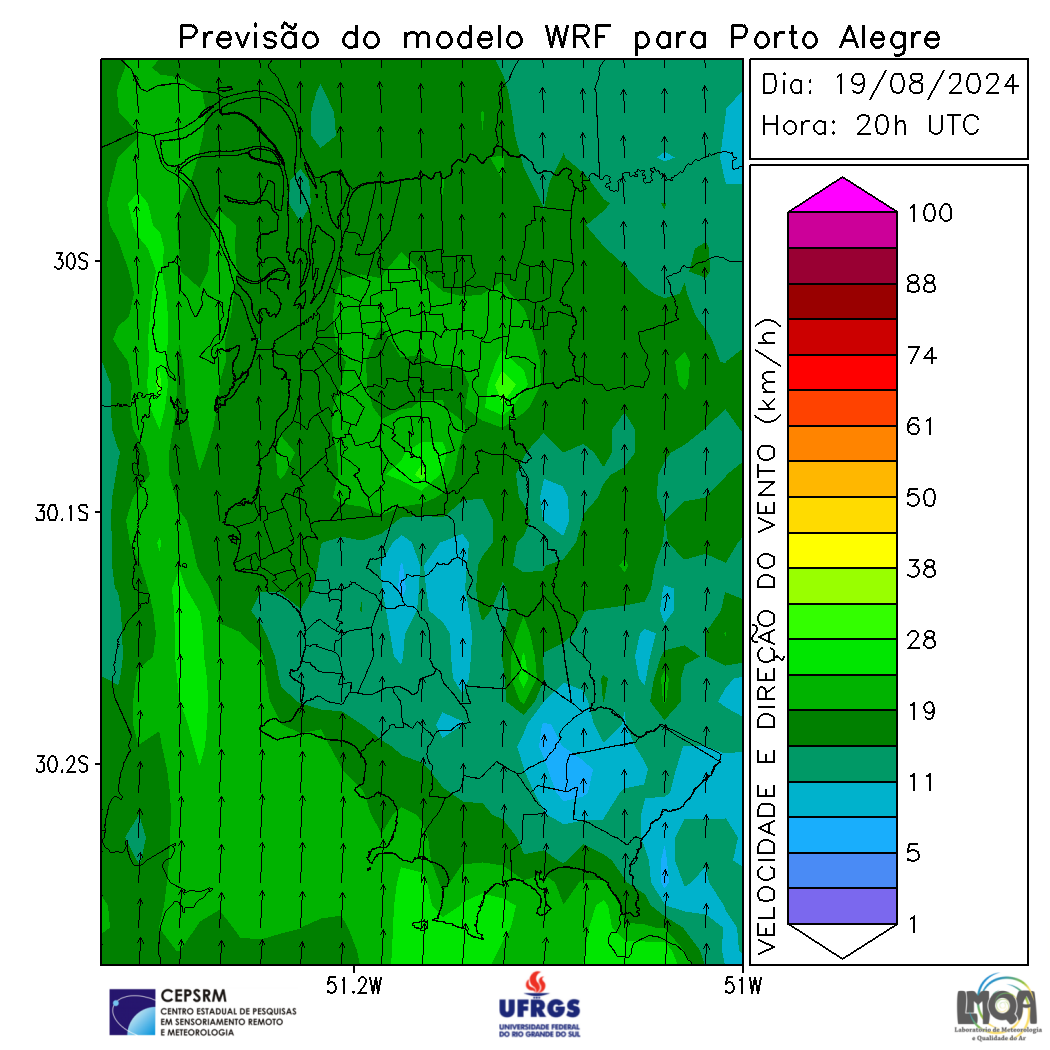 Previsão do modelo WRF para Porto Alegre
Dia: 19/08/2024
Hora: 20h UTC
30S
30.1S
30.2S
51.2W
51W
VELOCIDADE E DIREÇÃO DO VENTO (km/h)
100
88
74
61
50
38
28
19
11
5
1
CEPSRM
CENTRO ESTADUAL DE PESQUISAS
EM SENSORIAMENTO REMOTO
E METEOROLOGIA
UFRGS
UNIVERSIDADE FEDERAL
DO RIO GRANDE DO SUL
LMQA
Laboratório de Meteorologia
e Qualidade do Ar